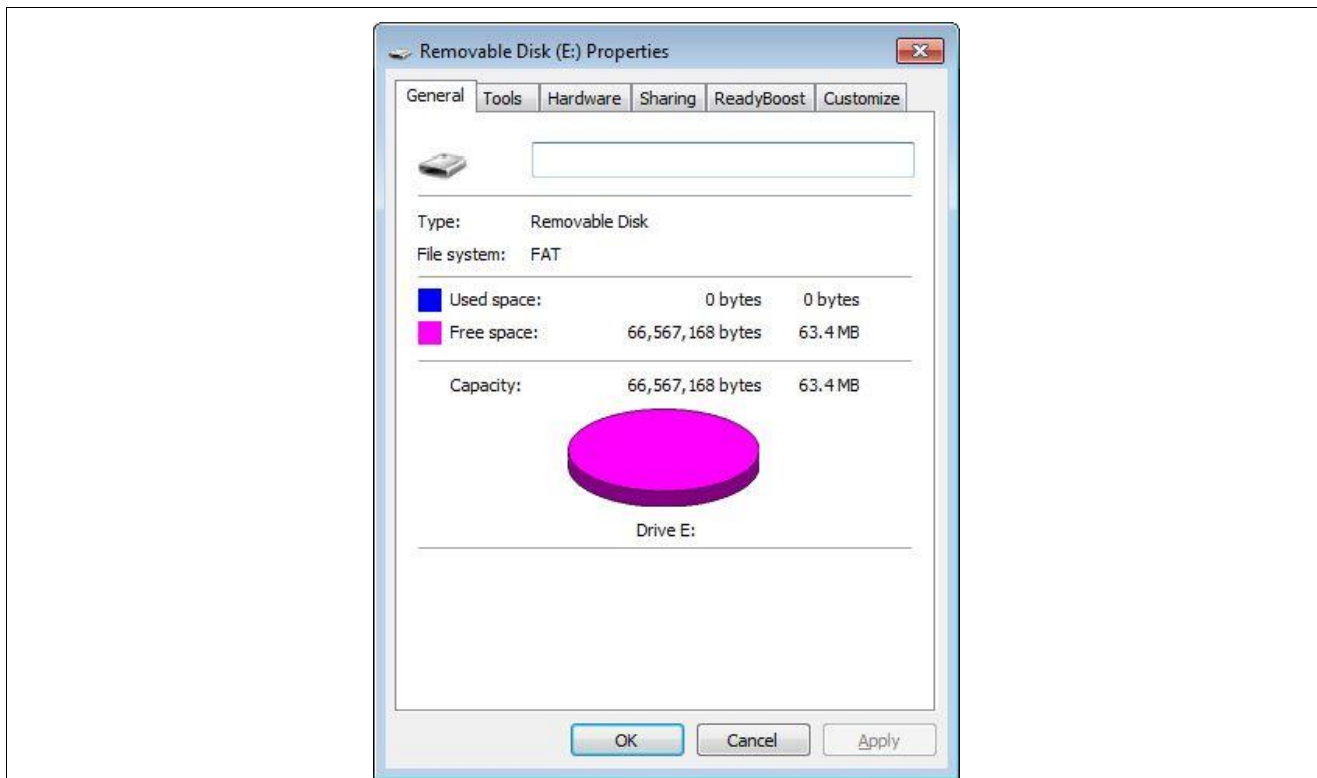 Removable Disk (E:) Properties
General Tools Hardware Sharing ReadyBoost Customize
Type: Removable Disk
File system: FAT
Used space: 0 bytes 0 bytes
Free space: 66,567,168 bytes 63.4 MB
Capacity: 66,567,168 bytes 63.4 MB
Drive E:
OK Cancel Apply